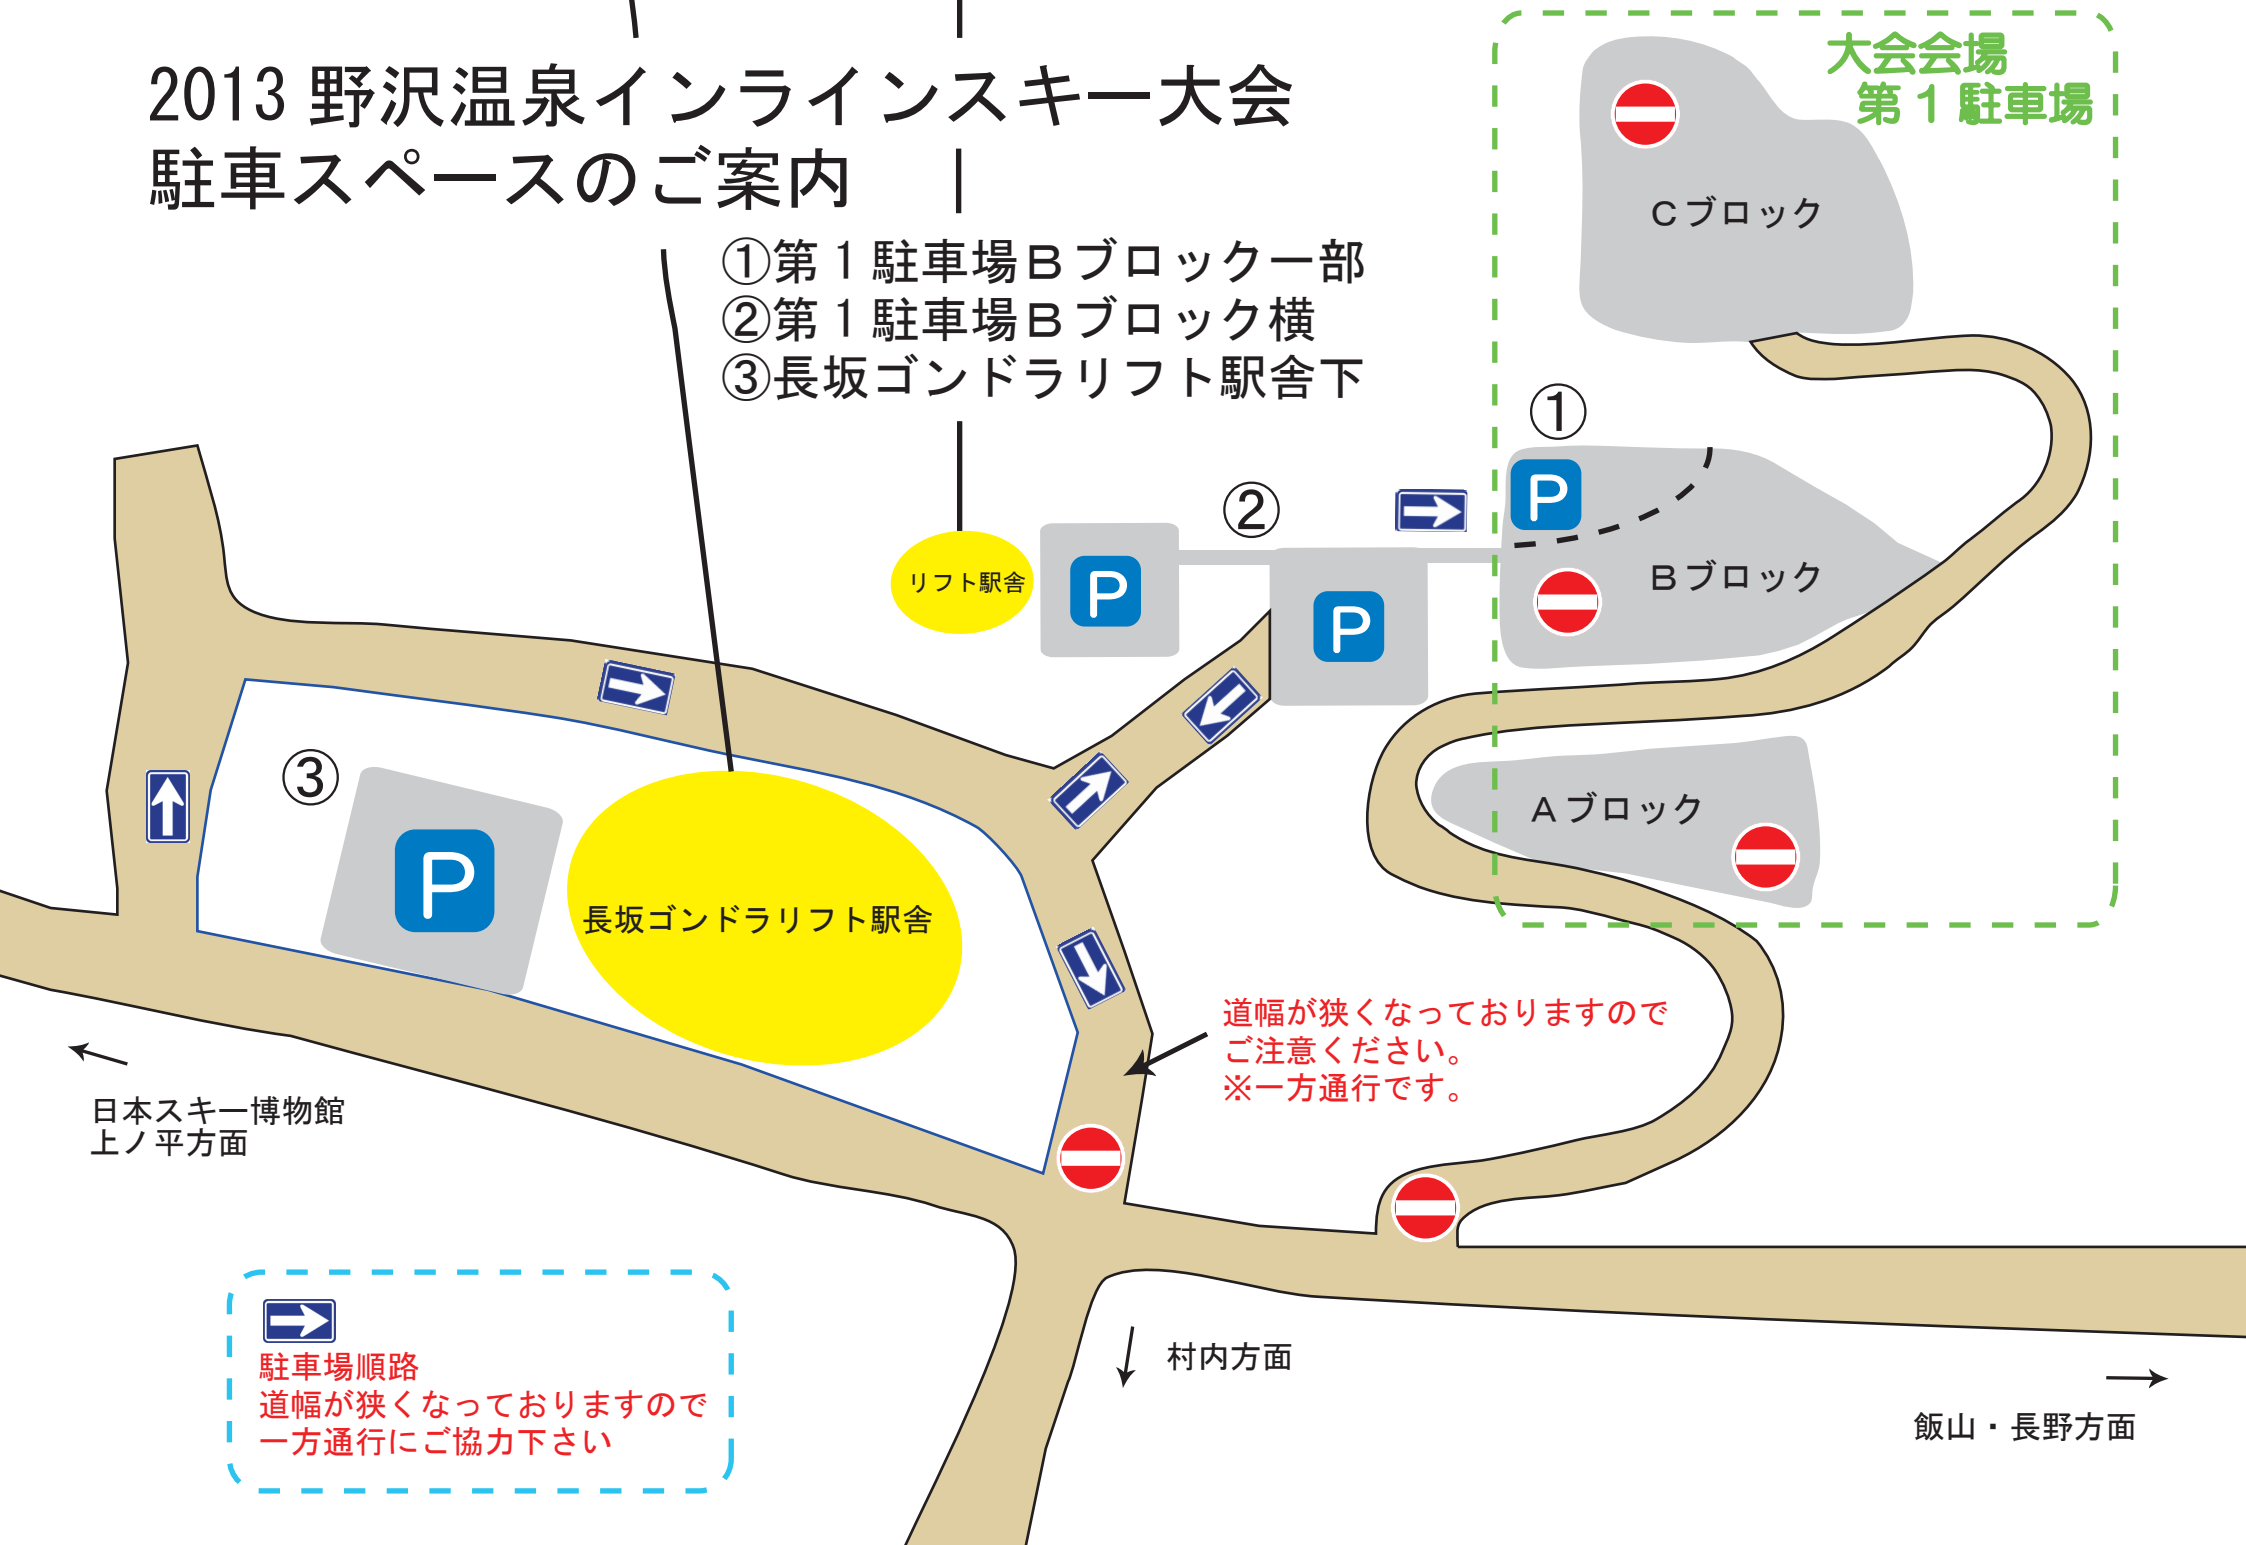 2013 野沢温泉インラインスキー大会
駐車スペースのご案内
①第１駐車場Ｂブロック一部
②第１駐車場Ｂブロック横
③長坂ゴンドラリフト駅舎下
大会会場
第１駐車場
Ｃブロック
①
P
Ｂブロック
②
リフト駅舎
P
P
Ａブロック
③
P
長坂ゴンドラリフト駅舎
道幅が狭くなっておりますので
ご注意ください。
※一方通行です。
日本スキー博物館
上ノ平方面
駐車場順路
道幅が狭くなっておりますので
一方通行にご協力下さい
村内方面
飯山・長野方面